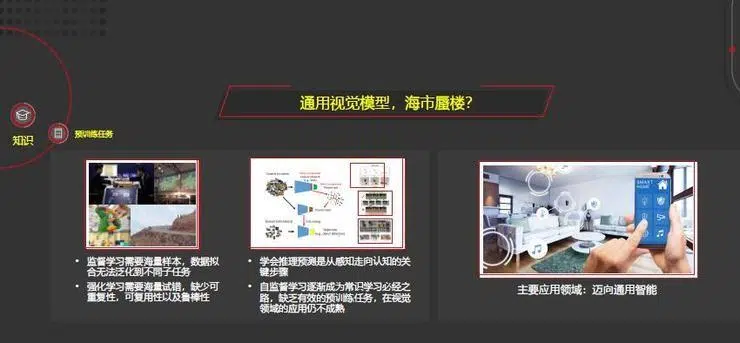 通用视觉模型，海市蜃楼？
知识
预训练任务
• 监督学习需要海量样本，数据拟
合无法泛化到不同子任务
• 强化学习需要海量试错，缺少可
重复性，可复用性以及鲁棒性
• 学会推理预测是从感知走向认知的关
键步骤
• 自监督学习逐渐成为常识学习必经之
路，缺乏有效的预训练任务，在视觉
领域的应用仍不成熟
SMART
HOME
主要应用领域：迈向通用智能